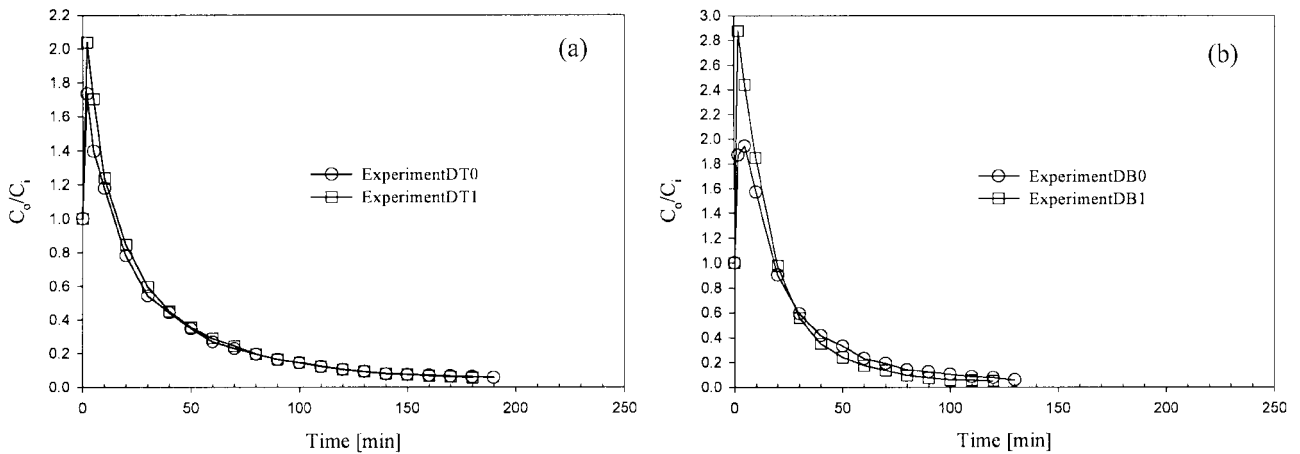 (a)
C₀/Cᵢ
2.2
2.0
1.8
1.6
1.4
1.2
1.0
0.8
0.6
0.4
0.2
0.0
ExperimentDT0
ExperimentDT1
0 50 100 150 200 250
Time [min]
(b)
C₀/Cᵢ
3.0
2.8
2.6
2.4
2.2
2.0
1.8
1.6
1.4
1.2
1.0
0.8
0.6
0.4
0.2
0.0
ExperimentDB0
ExperimentDB1
0 50 100 150 200 250
Time [min]